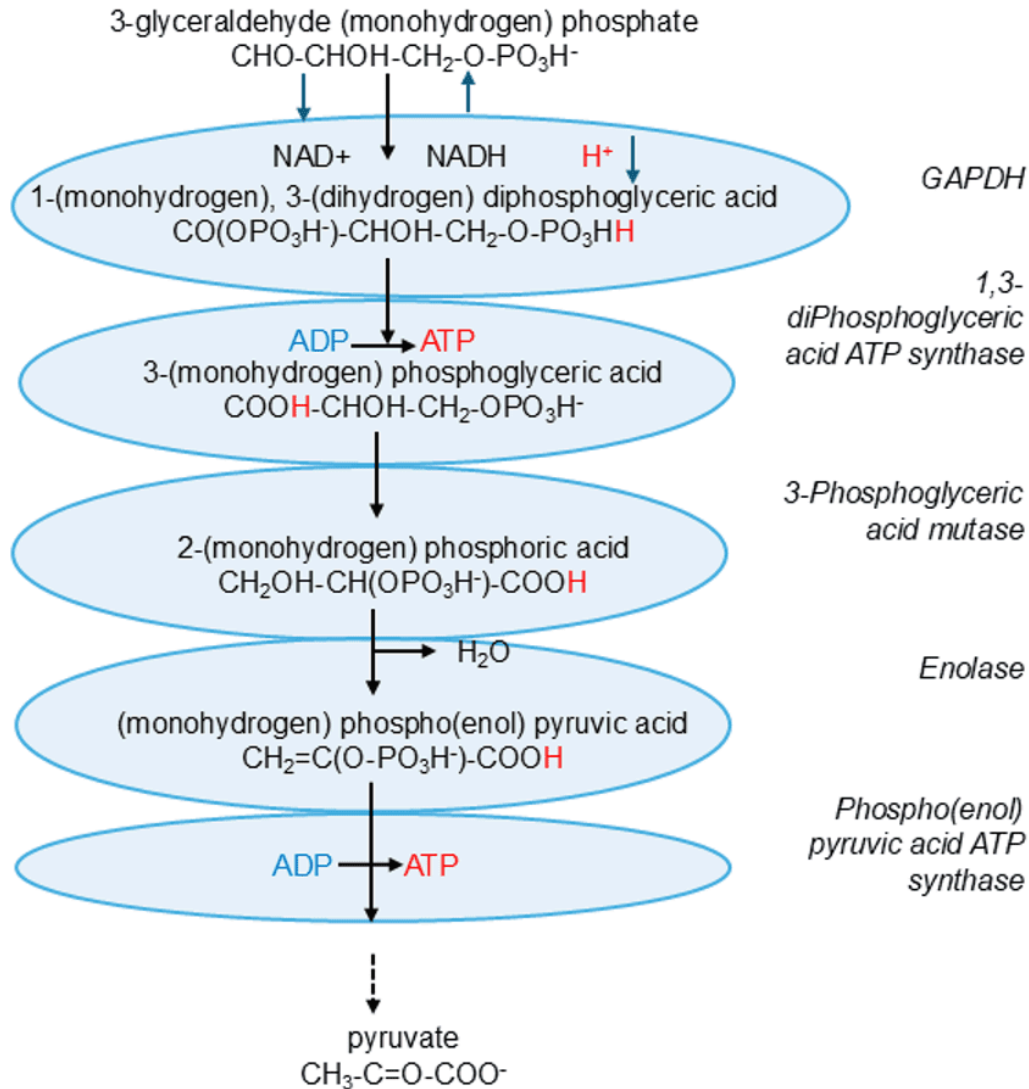 3-glyceraldehyde (monohydrogen) phosphate
CHO-CHOH-CH₂-O-PO₃H⁻
NAD+ NADH H⁺
GAPDH
1-(monohydrogen), 3-(dihydrogen) diphosphoglyceric acid
CO(OPO₃H⁻)-CHOH-CH₂-O-PO₃HH
1,3-
diPhosphoglyceric
acid ATP synthase
ADP ATP
3-(monohydrogen) phosphoglyceric acid
COOH-CHOH-CH₂-OPO₃H⁻
3-Phosphoglyceric
acid mutase
2-(monohydrogen) phosphoric acid
CH₂OH-CH(OPO₃H⁻)-COOH
H₂O
Enolase
(monohydrogen) phospho(enol) pyruvic acid
CH₂=C(O-PO₃H⁻)-COOH
Phospho(enol)
pyruvic acid ATP
synthase
ADP ATP
pyruvate
CH₃-C=O-COO⁻